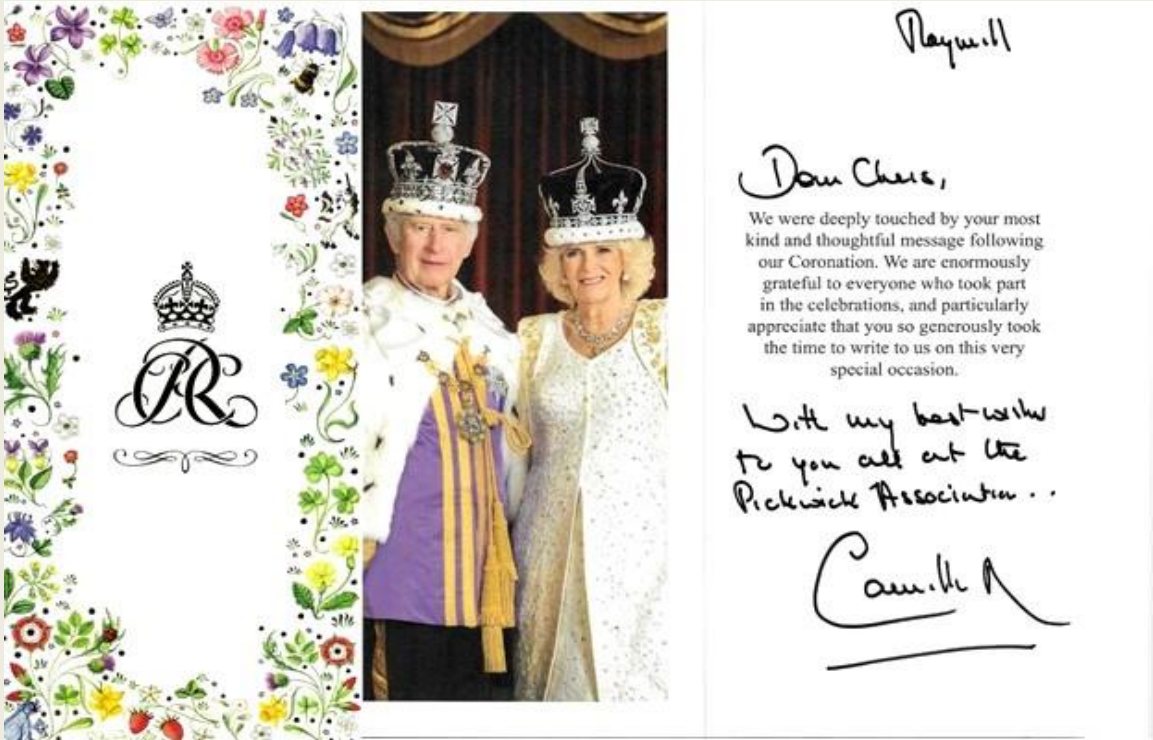 Raymill
Dear Chris,
We were deeply touched by your most
kind and thoughtful message following
our Coronation. We are enormously
grateful to everyone who took part
in the celebrations, and particularly
appreciate that you so generously took
the time to write to us on this very
special occasion.
With my best wishes
to you all at the
Pickwick Association..
Camilla R